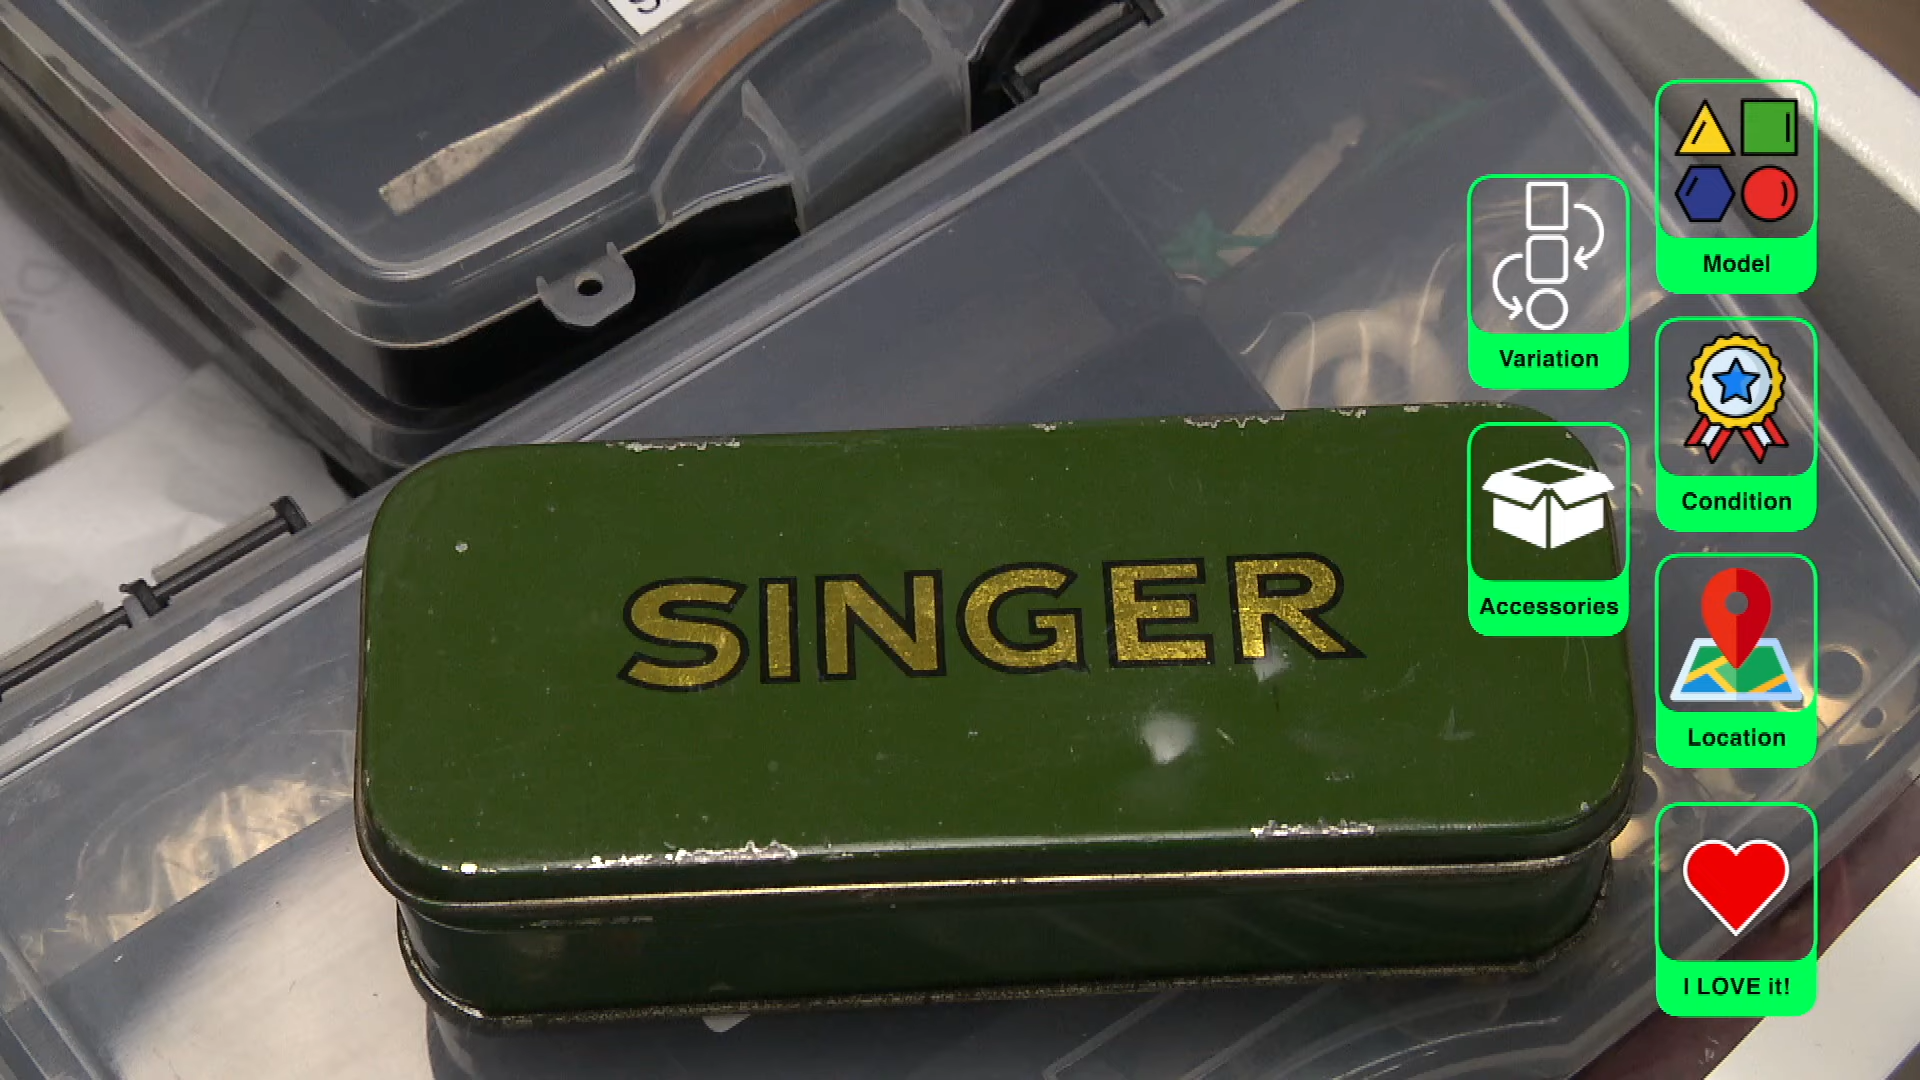 SINGER
Variation
Accessories
Model
Condition
Location
I LOVE it!